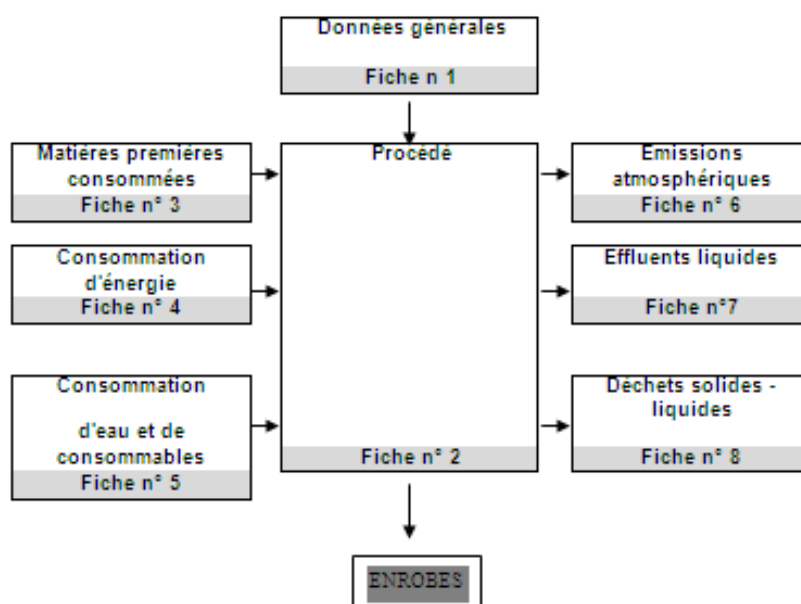 Données générales
Fiche n 1
Matières premières
consommées
Fiche n° 3
Procédé
Emissions
atmosphériques
Fiche n° 6
Consommation
d'énergie
Fiche n° 4
Effluents liquides
Fiche n°7
Consommation
d'eau et de
consommables
Fiche n° 5
Fiche n° 2
Déchets solides -
liquides
Fiche n° 8
ENROBES